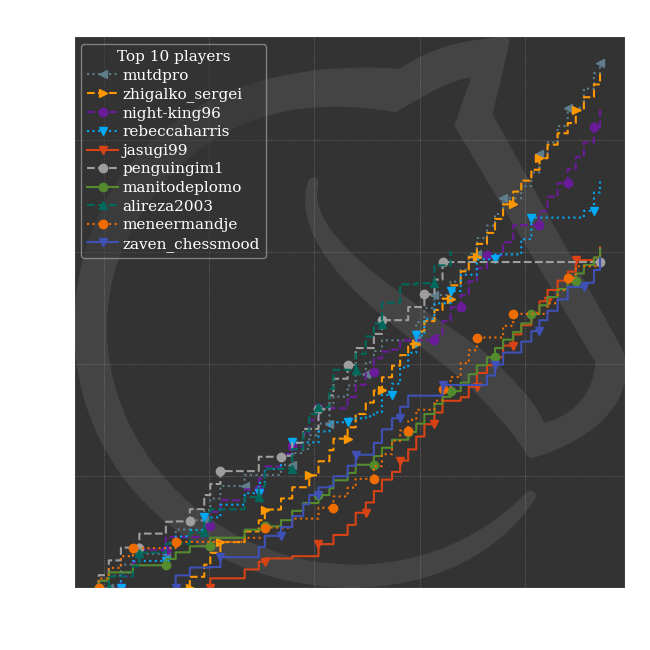 Top 10 players
mutdpro
zhigalko_sergei
night-king96
rebeccaharris
jasugi99
penguingim1
manitodeplomo
alireza2003
meneermandje
zaven_chessmood